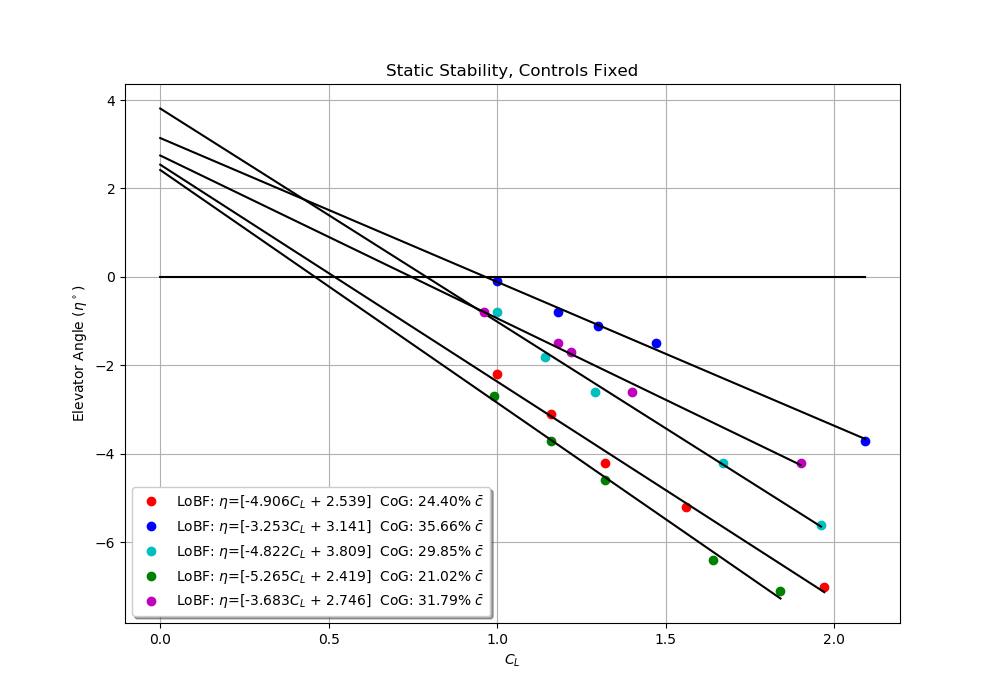 Static Stability, Controls Fixed
Elevator Angle (η°)
4
2
0
−2
−4
−6
LoBF: η=[-4.906C_L + 2.539] CoG: 24.40% c̄
LoBF: η=[-3.253C_L + 3.141] CoG: 35.66% c̄
LoBF: η=[-4.822C_L + 3.809] CoG: 29.85% c̄
LoBF: η=[-5.265C_L + 2.419] CoG: 21.02% c̄
LoBF: η=[-3.683C_L + 2.746] CoG: 31.79% c̄
0.0 0.5 1.0 1.5 2.0
C_L